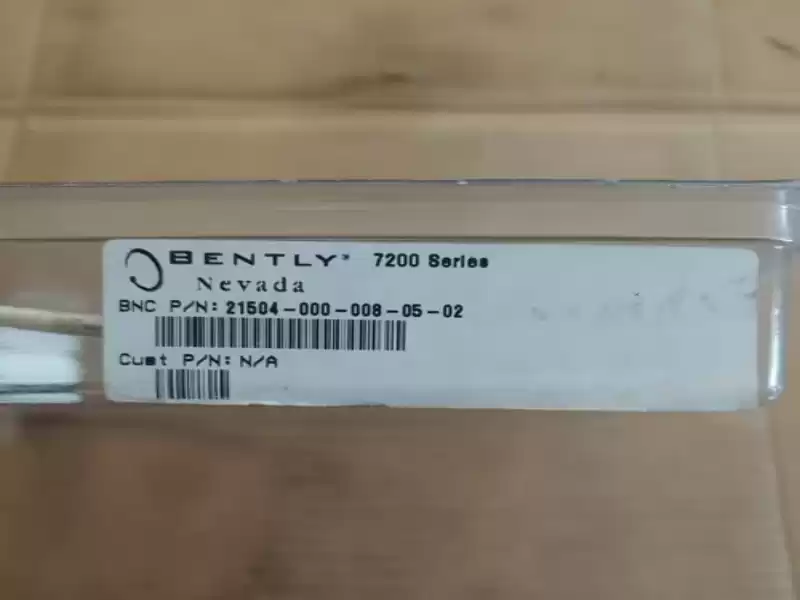 BENTLY® 7200 Series
Nevada
BNC P/N: 21504-000-008-05-02
Cust P/N: N/A